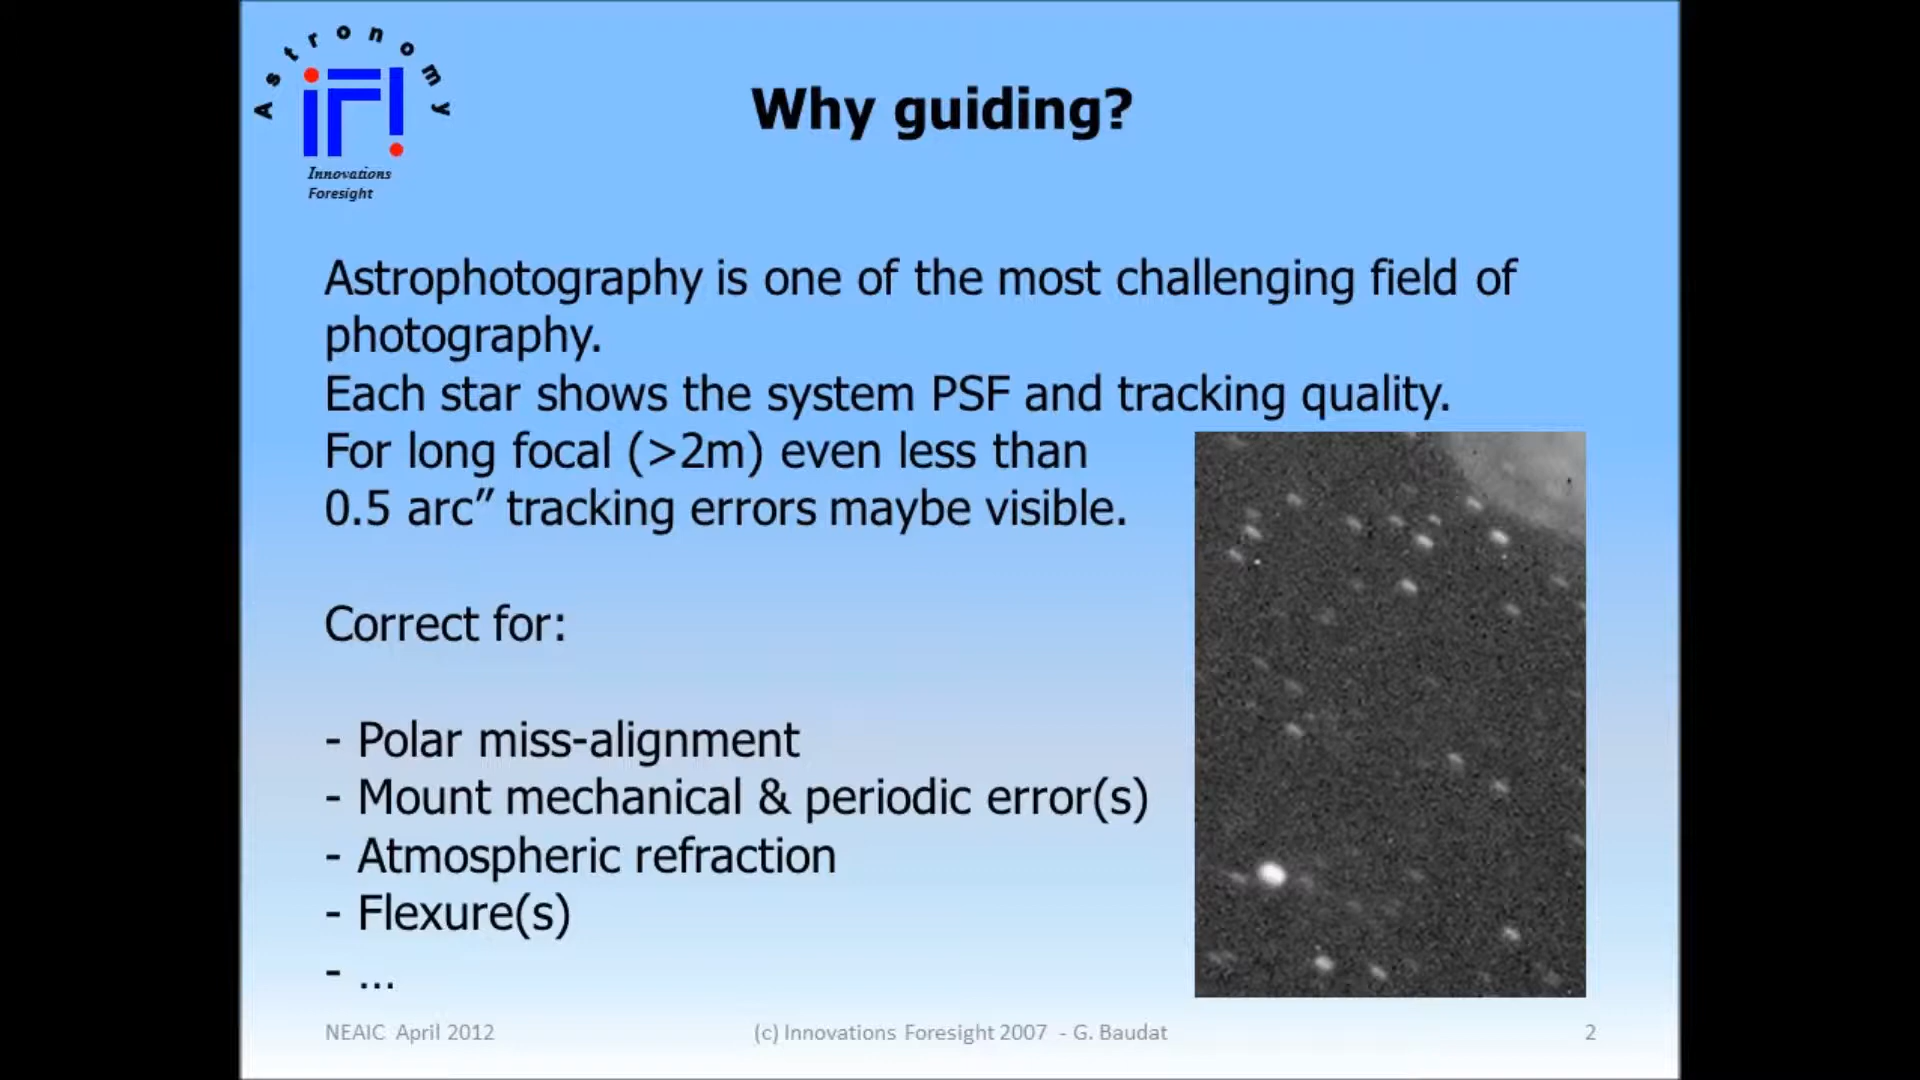 Astronomy
iF!
Innovations
Foresight
Why guiding?
Astrophotography is one of the most challenging field of
photography.
Each star shows the system PSF and tracking quality.
For long focal (>2m) even less than
0.5 arc” tracking errors maybe visible.
Correct for:
- Polar miss-alignment
- Mount mechanical & periodic error(s)
- Atmospheric refraction
- Flexure(s)
- ...
NEAIC April 2012
(c) Innovations Foresight 2007 - G. Baudat
2